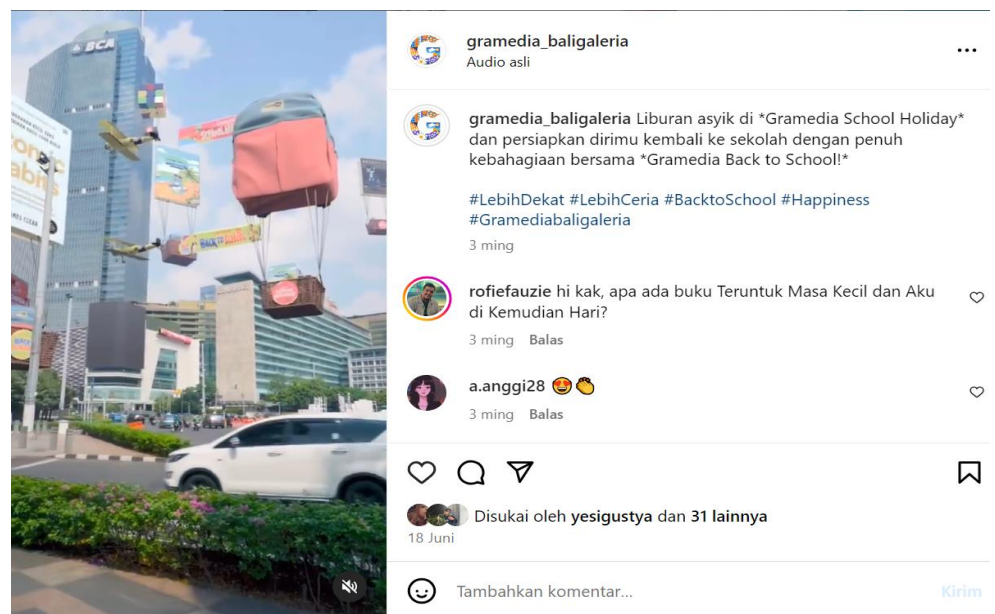 BCA
BACK TO SCHOOL
gramedia_baligaleria
Audio asli
gramedia_baligaleria Liburan asyik di *Gramedia School Holiday*
dan persiapkan dirimu kembali ke sekolah dengan penuh
kebahagiaan bersama *Gramedia Back to School!*
#LebihDekat #LebihCeria #BacktoSchool #Happiness
#Gramediabaligaleria
3 ming
rofiefauzie hi kak, apa ada buku Teruntuk Masa Kecil dan Aku
di Kemudian Hari?
3 ming Balas
a.anggi28 😍👏
3 ming Balas
Disukai oleh yesigustya dan 31 lainnya
18 Juni
Tambahkan komentar...
Kirim